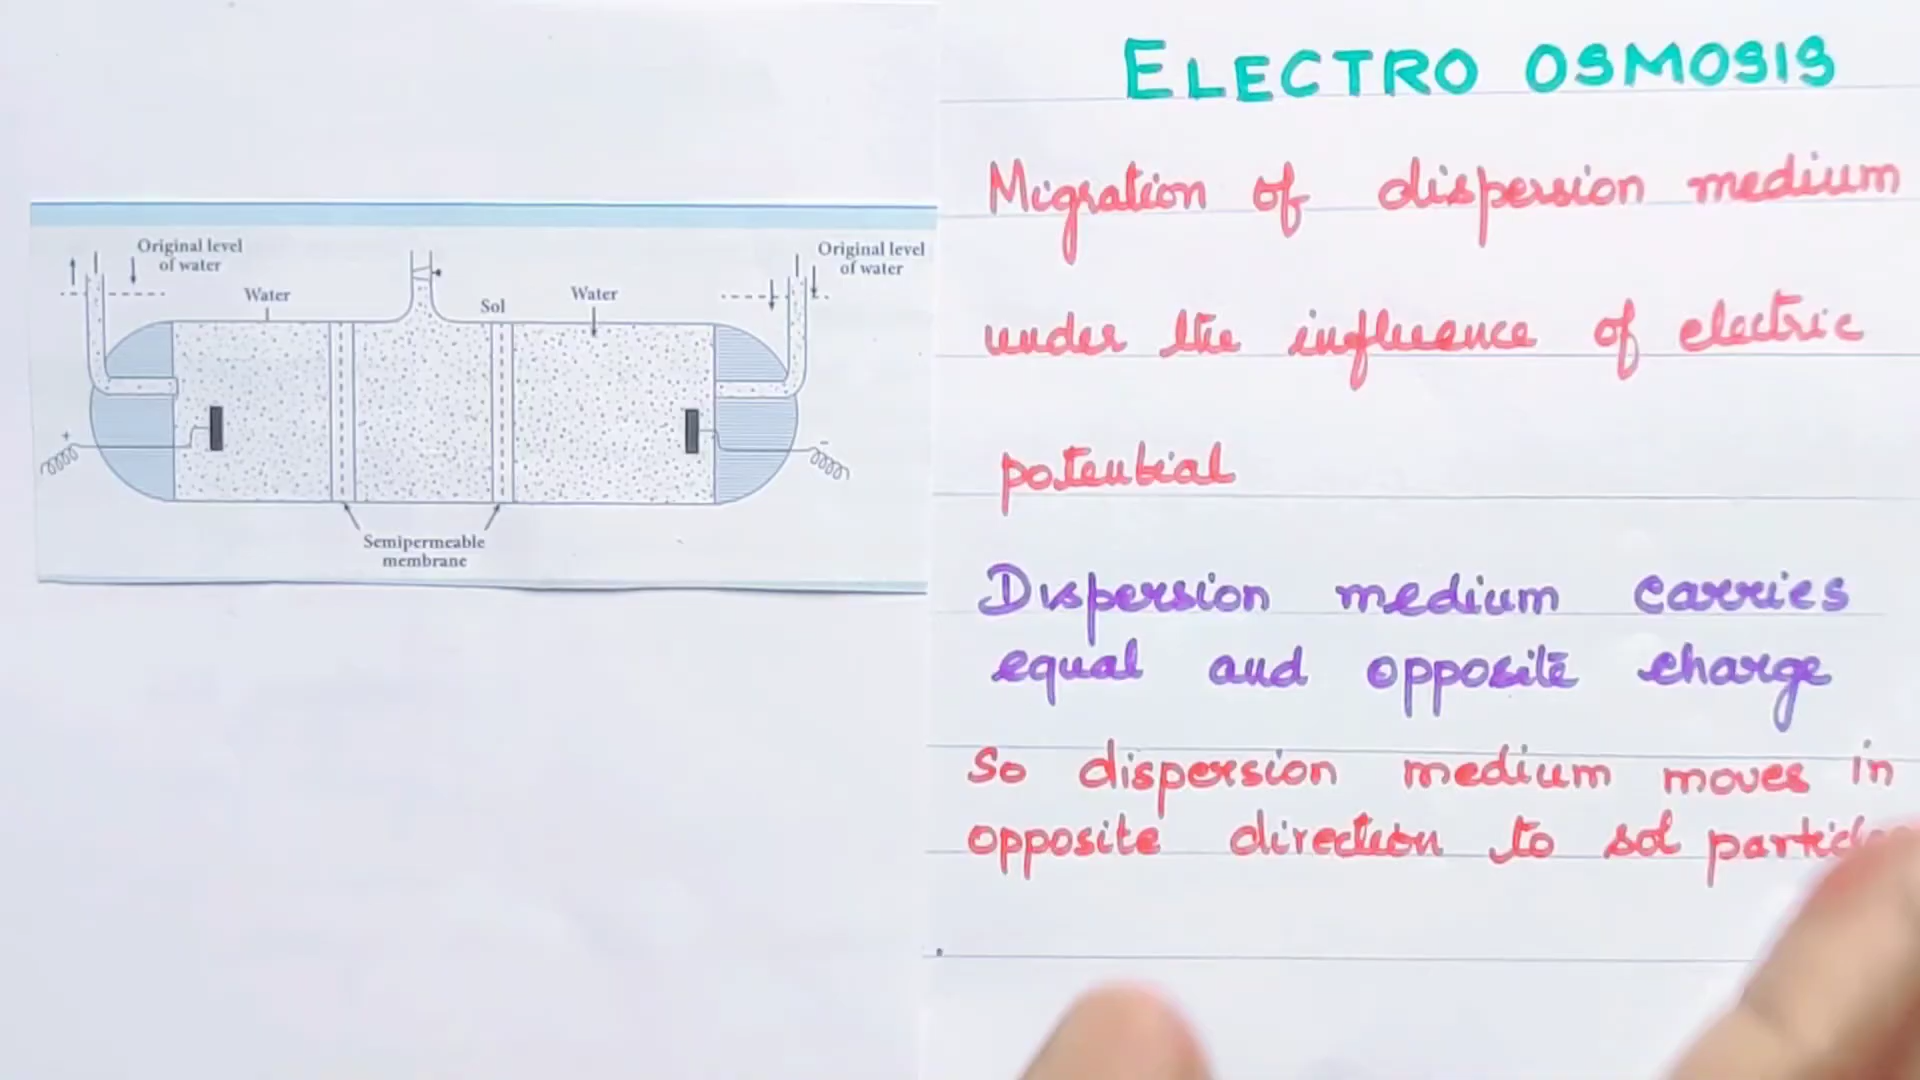 ELECTRO OSMOSIS
Migration of dispersion medium
under the influence of electric
potential
Dispersion medium carries
equal and opposite charge
So dispersion medium moves in
opposite direction to sol
Original level
of water
Water
Sol
Water
Original level
of water
+
-
Semipermeable
membrane